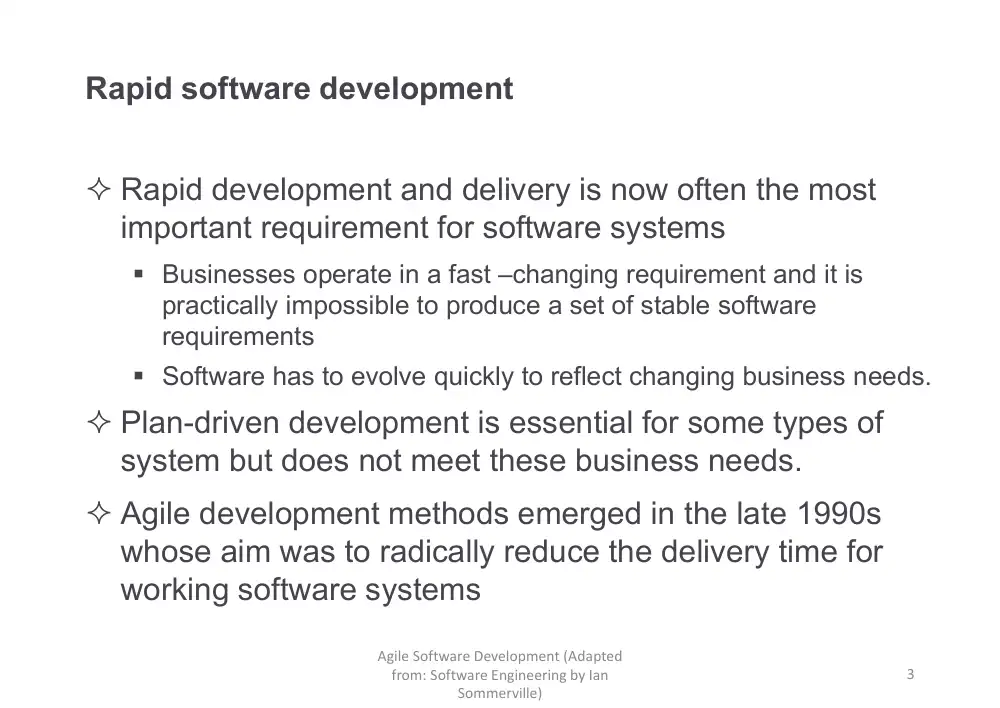 Rapid software development
✧ Rapid development and delivery is now often the most
important requirement for software systems
▪ Businesses operate in a fast –changing requirement and it is
practically impossible to produce a set of stable software
requirements
▪ Software has to evolve quickly to reflect changing business needs.
✧ Plan-driven development is essential for some types of
system but does not meet these business needs.
✧ Agile development methods emerged in the late 1990s
whose aim was to radically reduce the delivery time for
working software systems
Agile Software Development (Adapted
from: Software Engineering by Ian
Sommerville)
3